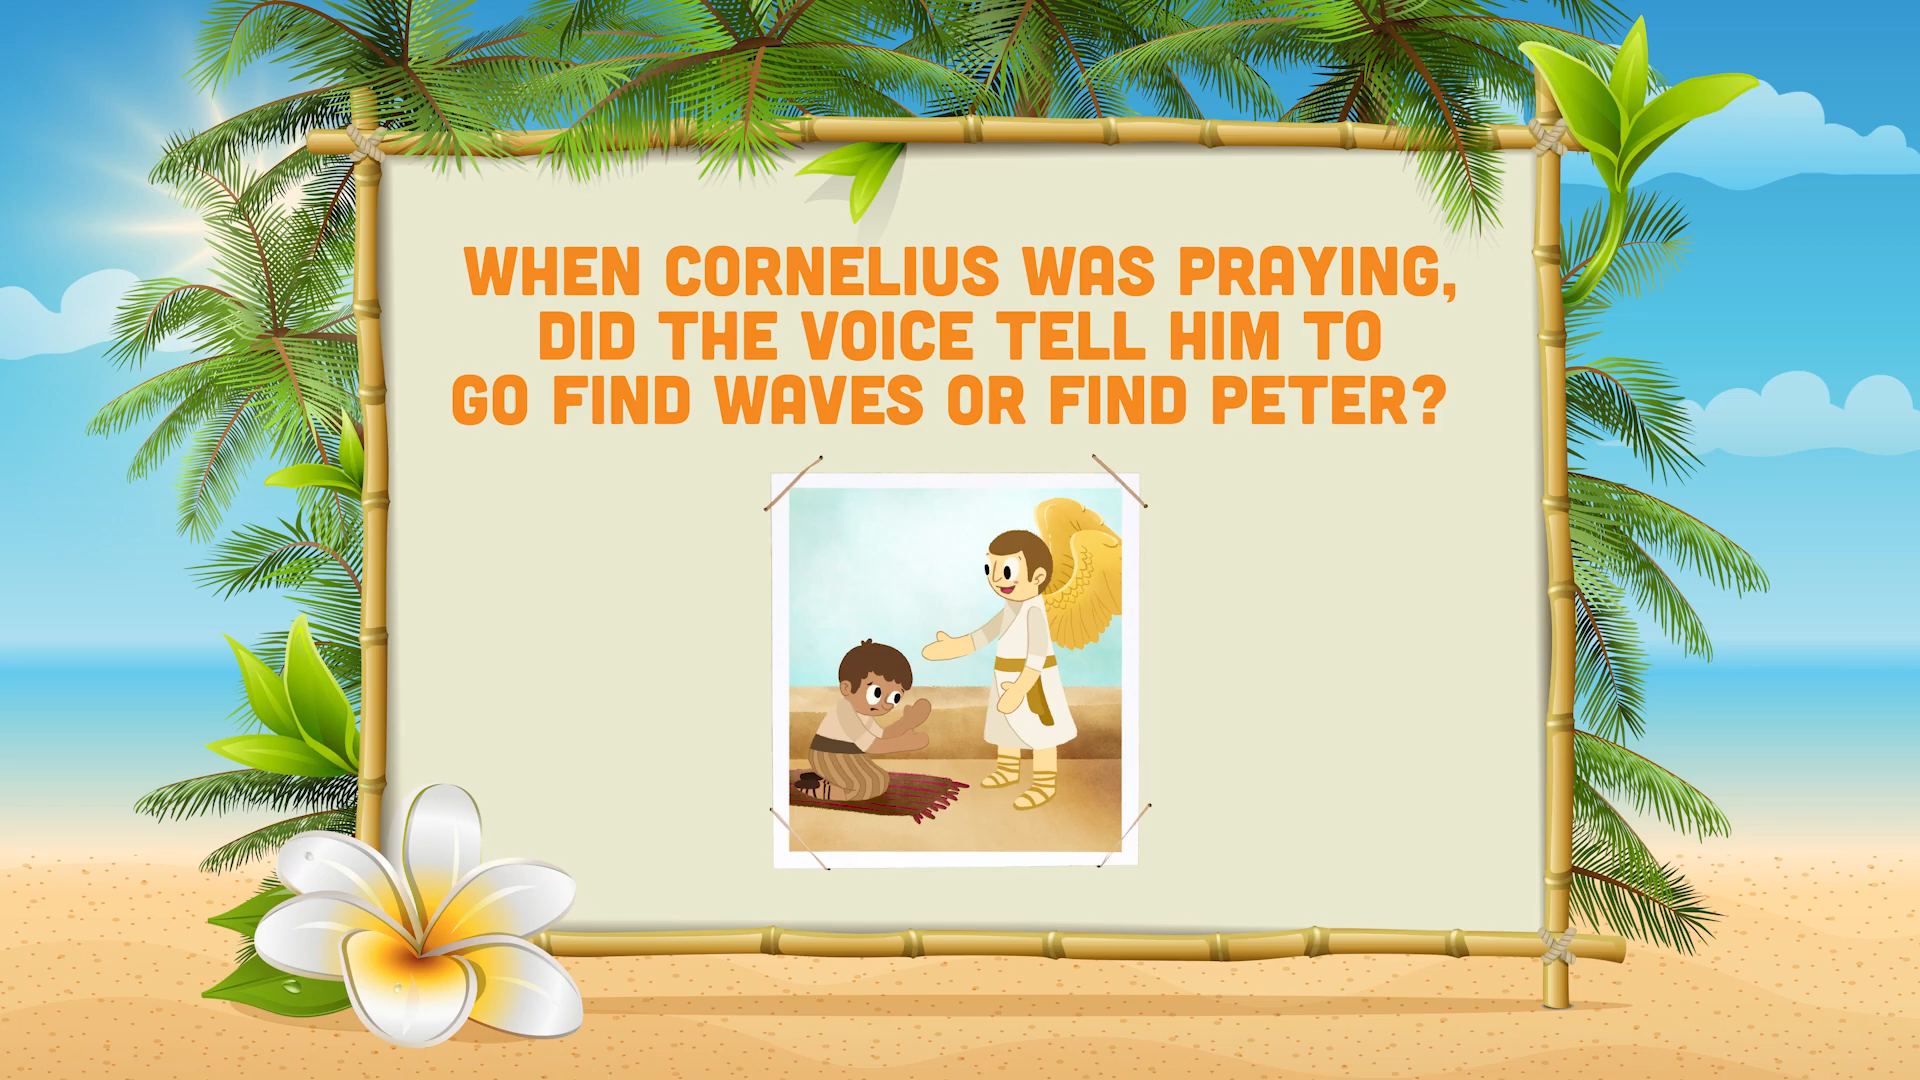 WHEN CORNELIUS WAS PRAYING,
DID THE VOICE TELL HIM TO
GO FIND WAVES OR FIND PETER?